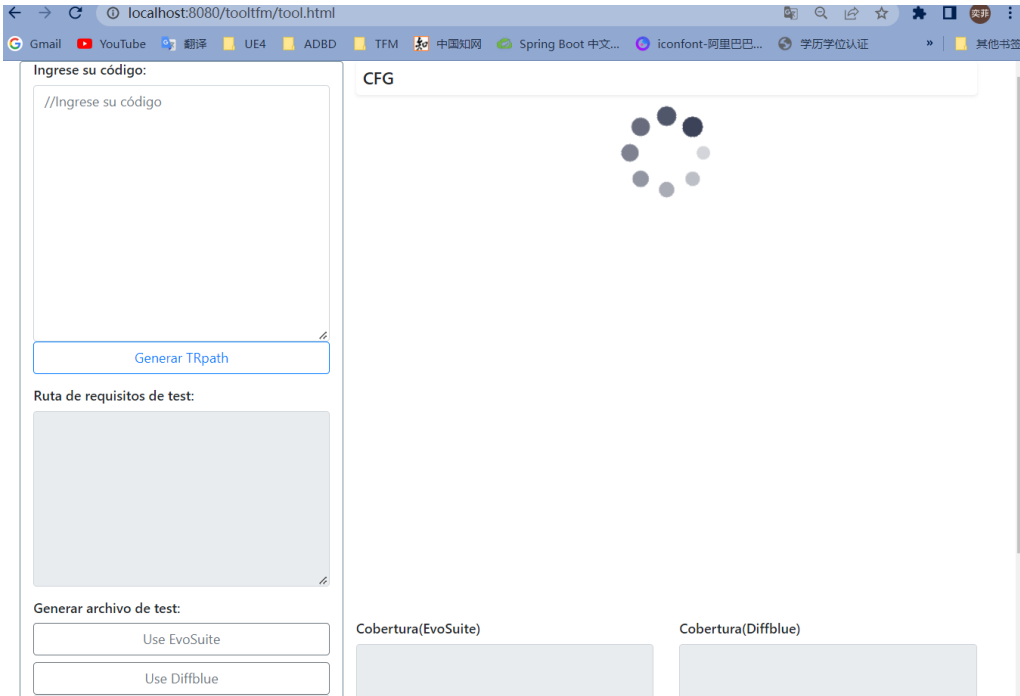 localhost:8080/tooltfm/tool.html
奕菲
Gmail YouTube 翻译 UE4 ADBD TFM 知 中国知网 Spring Boot 中文... iconfont-阿里巴巴... 学历学位认证 » 其他书签
Ingrese su código:
//Ingrese su código
Generar TRpath
Ruta de requisitos de test:
Generar archivo de test:
Use EvoSuite
Use Diffblue
CFG
Cobertura(EvoSuite)
Cobertura(Diffblue)